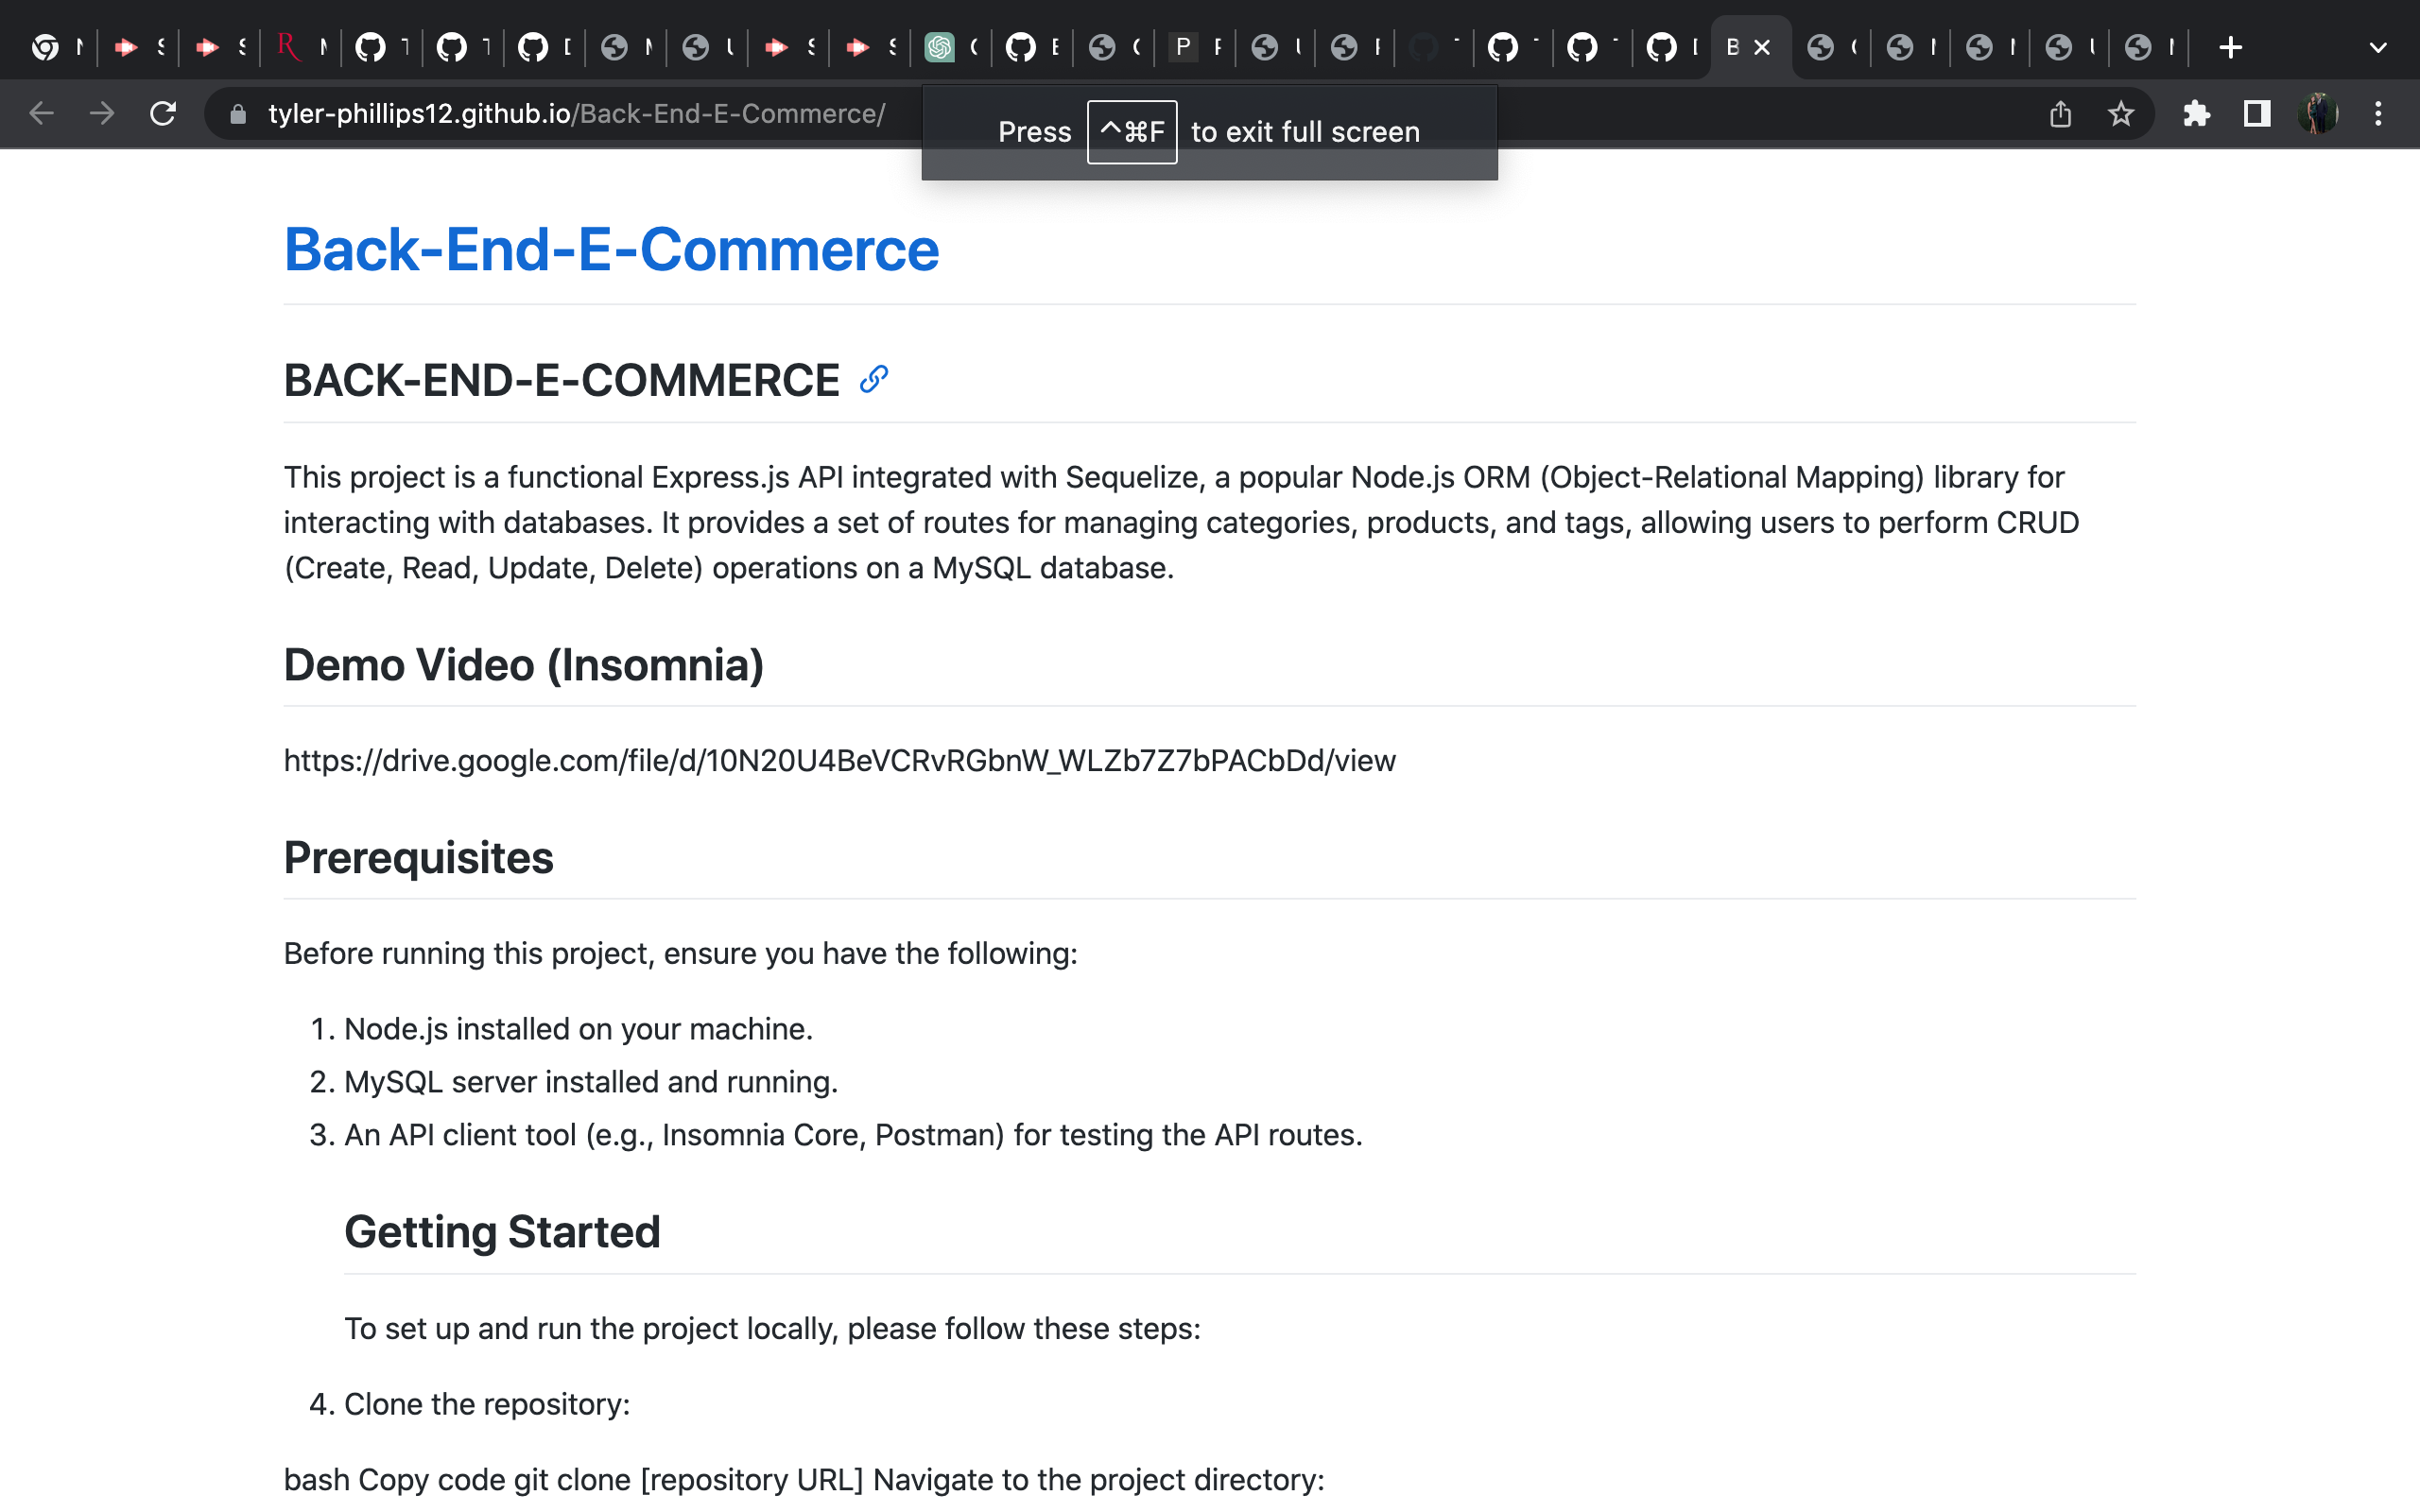 tyler-phillips12.github.io/Back-End-E-Commerce/
Press ^⌘F to exit full screen
Back-End-E-Commerce
BACK-END-E-COMMERCE
This project is a functional Express.js API integrated with Sequelize, a popular Node.js ORM (Object-Relational Mapping) library for
interacting with databases. It provides a set of routes for managing categories, products, and tags, allowing users to perform CRUD
(Create, Read, Update, Delete) operations on a MySQL database.
Demo Video (Insomnia)
https://drive.google.com/file/d/10N20U4BeVCRvRGbnW_WLZb7Z7bPACbDd/view
Prerequisites
Before running this project, ensure you have the following:
1. Node.js installed on your machine.
2. MySQL server installed and running.
3. An API client tool (e.g., Insomnia Core, Postman) for testing the API routes.
Getting Started
To set up and run the project locally, please follow these steps:
4. Clone the repository:
bash Copy code git clone [repository URL] Navigate to the project directory: